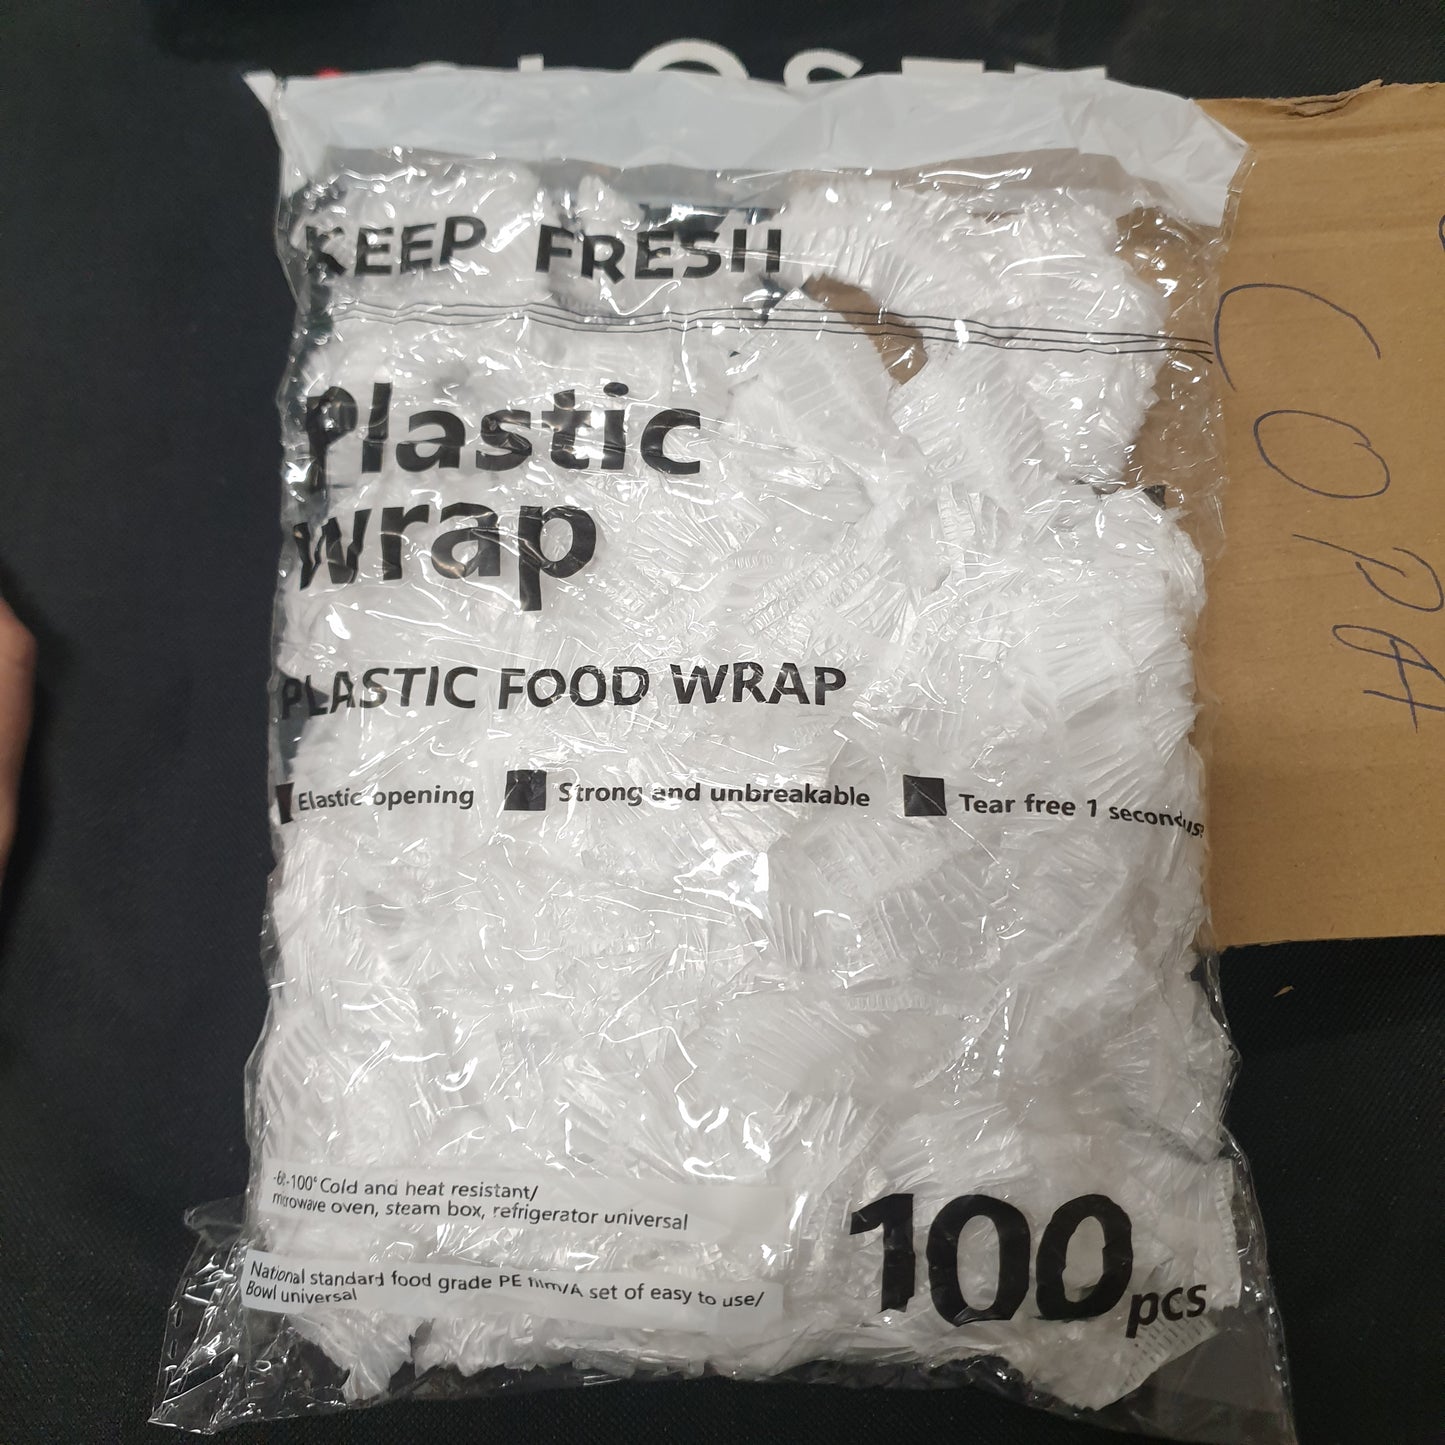 KEEP FRESH
Plastic
wrap
PLASTIC FOOD WRAP
Elastic opening
Strong and unbreakable
Tear free 1 second
Cold and heat resistant/
microwave oven, steam box, refrigerator universal
National standard food grade PE film/A set of easy to use/
Bowl universal
100 pcs